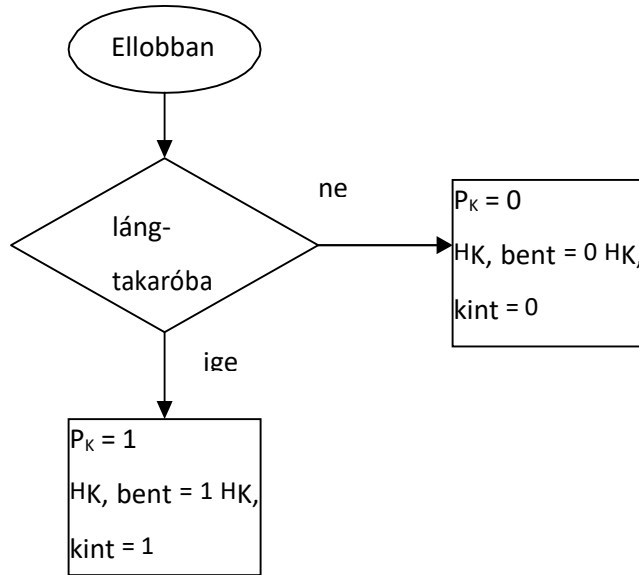 Ellobban
láng-
takaróba
ne
P_K = 0
HK, bent = 0 HK,
kint = 0
ige
P_K = 1
HK, bent = 1 HK,
kint = 1